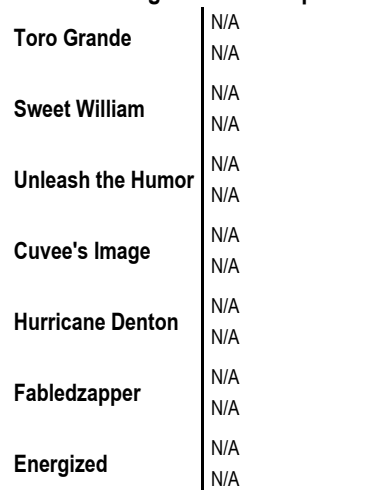 Toro Grande
N/A
N/A
Sweet William
N/A
N/A
Unleash the Humor
N/A
N/A
Cuvee's Image
N/A
N/A
Hurricane Denton
N/A
N/A
Fabledzapper
N/A
N/A
Energized
N/A
N/A